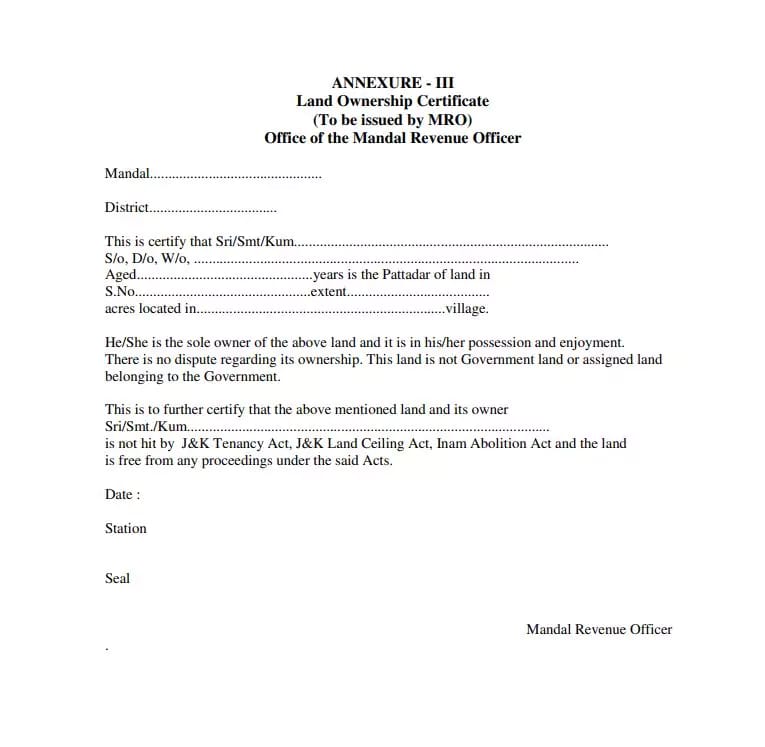 ANNEXURE - III
Land Ownership Certificate
(To be issued by MRO)
Office of the Mandal Revenue Officer
Mandal...............................................
District...................................
This is certify that Sri/Smt/Kum......................................................................................
S/o, D/o, W/o, .........................................................................................................
Aged................................................years is the Pattadar of land in
S.No................................................extent.......................................
acres located in....................................................................village.
He/She is the sole owner of the above land and it is in his/her possession and enjoyment.
There is no dispute regarding its ownership. This land is not Government land or assigned land
belonging to the Government.
This is to further certify that the above mentioned land and its owner
Sri/Smt./Kum...................................................................................................
is not hit by J&K Tenancy Act, J&K Land Ceiling Act, Inam Abolition Act and the land
is free from any proceedings under the said Acts.
Date :
Station
Seal
Mandal Revenue Officer
.